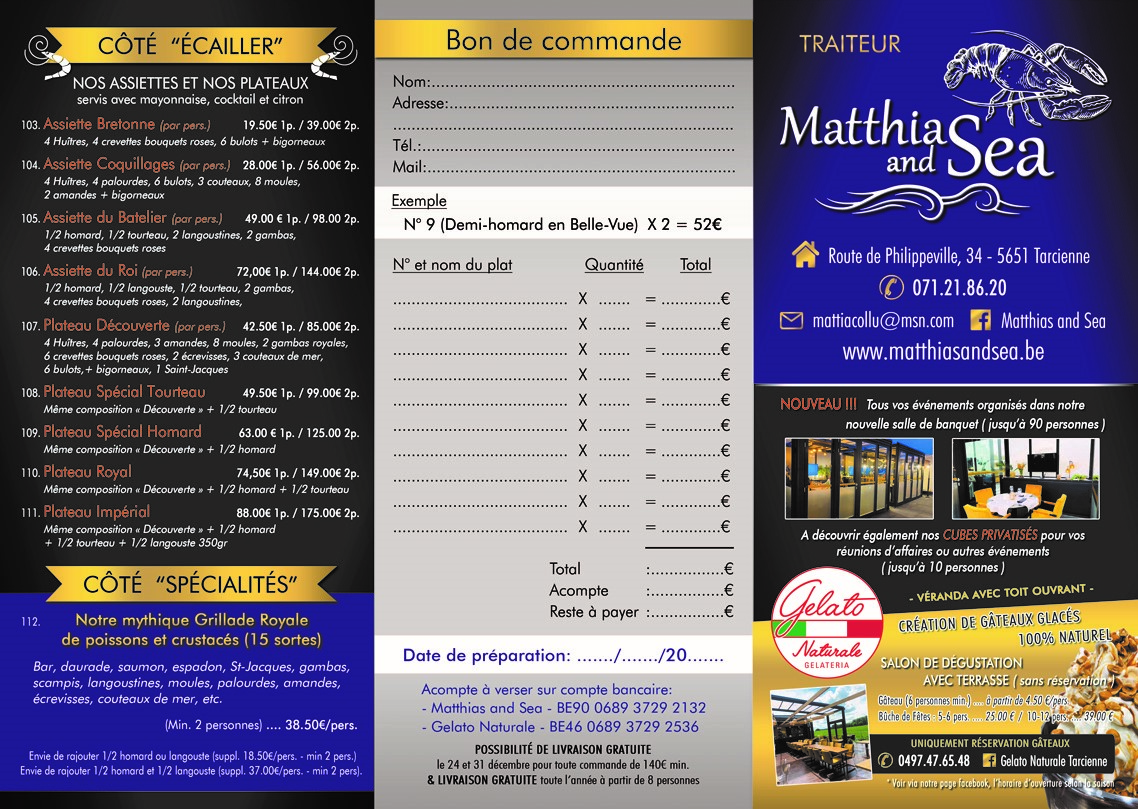 CÔTÉ "ÉCAILLER"
NOS ASSIETTES ET NOS PLATEAUX
servis avec mayonnaise, cocktail et citron
103. Assiette Bretonne (par pers.) 19.50€ 1p. / 39.00€ 2p.
4 Huîtres, 4 crevettes bouquets roses, 6 bulots + bigorneaux
104. Assiette Coquillages (par pers.) 28.00€ 1p. / 56.00€ 2p.
4 Huîtres, 4 palourdes, 6 bulots, 3 couteaux, 8 moules,
2 amandes + bigorneaux
105. Assiette du Batelier (par pers.) 49.00 € 1p. / 98.00 2p.
1/2 homard, 1/2 tourteau, 2 langoustines, 2 gambas,
4 crevettes bouquets roses
106. Assiette du Roi (par pers.) 72,00€ 1p. / 144.00€ 2p.
1/2 homard, 1/2 langouste, 1/2 tourteau, 2 gambas,
4 crevettes bouquets roses, 2 langoustines,
107. Plateau Découverte (par pers.) 42.50€ 1p. / 85.00€ 2p.
4 Huîtres, 4 palourdes, 3 amandes, 8 moules, 2 gambas royales,
6 crevettes bouquets roses, 2 écrevisses, 3 couteaux de mer,
6 bulots,+ bigorneaux, 1 Saint-Jacques
108. Plateau Spécial Tourteau 49.50€ 1p. / 99.00€ 2p.
Même composition « Découverte » + 1/2 tourteau
109. Plateau Spécial Homard 63.00 € 1p. / 125.00 2p.
Même composition « Découverte » + 1/2 homard
110. Plateau Royal 74,50€ 1p. / 149.00€ 2p.
Même composition « Découverte » + 1/2 homard + 1/2 tourteau
111. Plateau Impérial 88.00€ 1p. / 175.00€ 2p.
Même composition « Découverte » + 1/2 homard
+ 1/2 tourteau + 1/2 langouste 350gr
CÔTÉ "SPÉCIALITÉS"
112. Notre mythique Grillade Royale
de poissons et crustacés (15 sortes)
Bar, daurade, saumon, espadon, St-Jacques, gambas,
scampis, langoustines, moules, palourdes, amandes,
écrevisses, couteaux de mer, etc.
(Min. 2 personnes) .... 38.50€/pers.
Envie de rajouter 1/2 homard ou langouste (suppl. 18.50€/pers. - min 2 pers.)
Envie de rajouter 1/2 homard et 1/2 langouste (suppl. 37.00€/pers. - min 2 pers).
Bon de commande
Nom:..................................................
Adresse:..................................................
..................................................
Tél.:..................................................
Mail:..................................................
Exemple
N° 9 (Demi-homard en Belle-Vue) X 2 = 52€
N° et nom du plat Quantité Total
.................................. X ....... = ............€
.................................. X ....... = ............€
.................................. X ....... = ............€
.................................. X ....... = ............€
.................................. X ....... = ............€
.................................. X ....... = ............€
.................................. X ....... = ............€
.................................. X ....... = ............€
.................................. X ....... = ............€
.................................. X ....... = ............€
Total :...............€
Acompte :...............€
Reste à payer :...............€
Date de préparation: ......./......./20.......
Acompte à verser sur compte bancaire:
- Matthias and Sea - BE90 0689 3729 2132
- Gelato Naturale - BE46 0689 3729 2536
POSSIBILITÉ DE LIVRAISON GRATUITE
le 24 et 31 décembre pour toute commande de 140€ min.
& LIVRAISON GRATUITE toute l'année à partir de 8 personnes
TRAITEUR
Matthia
and Sea
Route de Philippeville, 34 - 5651 Tarcienne
071.21.86.20
mattiacollu@msn.com Matthias and Sea
www.matthiasandsea.be
NOUVEAU !!! Tous vos événements organisés dans notre
nouvelle salle de banquet ( jusqu'à 90 personnes )
A découvrir également nos CUBES PRIVATISÉS pour vos
réunions d'affaires ou autres événements
( jusqu'à 10 personnes )
- VÉRANDA AVEC TOIT OUVRANT -
Gelato
Naturale
GELATERIA
CRÉATION DE GÂTEAUX GLACÉS
100% NATUREL
SALON DE DÉGUSTATION
AVEC TERRASSE ( sans réservation )
Gâteau (6 personnes min ) .... à partir de 4.50 €/pers.
Bûche de Fêtes - 5-6 pers. .... 25.00 € / 10-12 pers. .... 39.00 €
UNIQUEMENT RÉSERVATION GÂTEAUX
0497.47.65.48 Gelato Naturale Tarcienne
* Voir via notre page facebook, l'horaire d'ouverture selon la saison